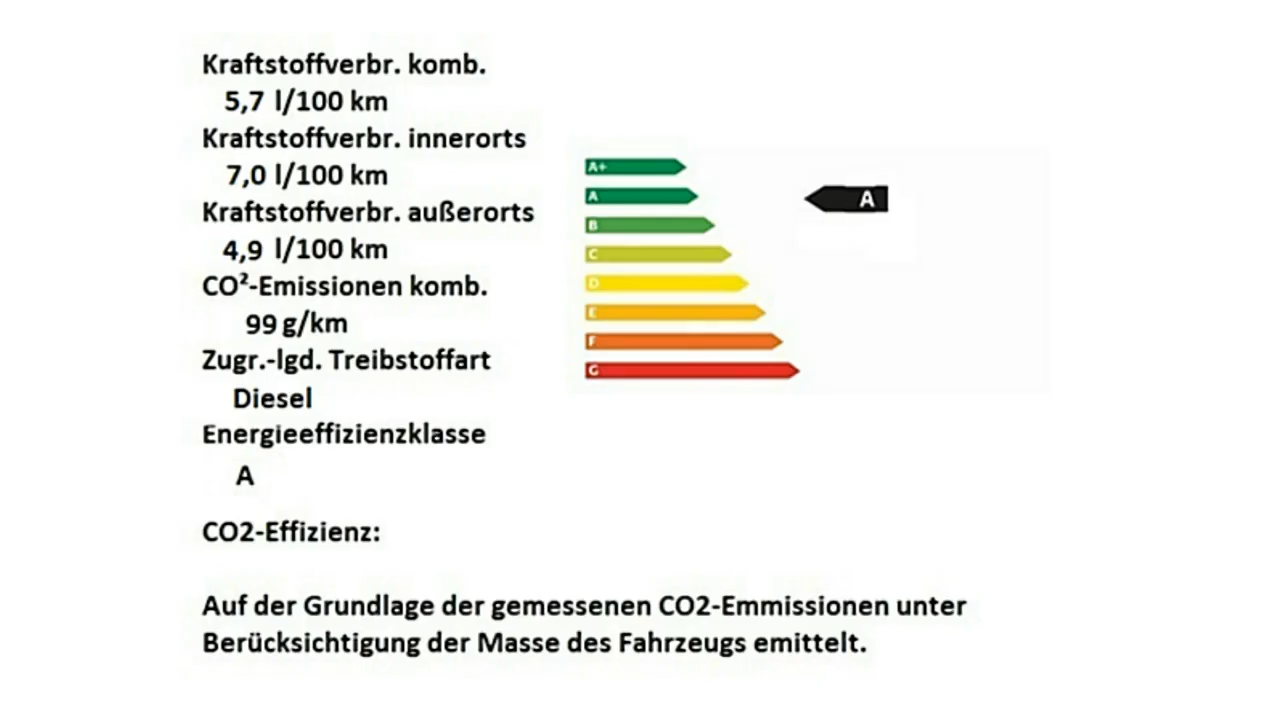 Kraftstoffverbr. komb.
5,7 l/100 km
Kraftstoffverbr. innerorts
7,0 l/100 km
Kraftstoffverbr. außerorts
4,9 l/100 km
CO²-Emissionen komb.
99 g/km
Zugr.-lgd. Treibstoffart
Diesel
Energieeffizienzklasse
A
A+
A
B
C
D
E
F
G
A
CO2-Effizienz:
Auf der Grundlage der gemessenen CO2-Emmissionen unter
Berücksichtigung der Masse des Fahrzeugs emittelt.